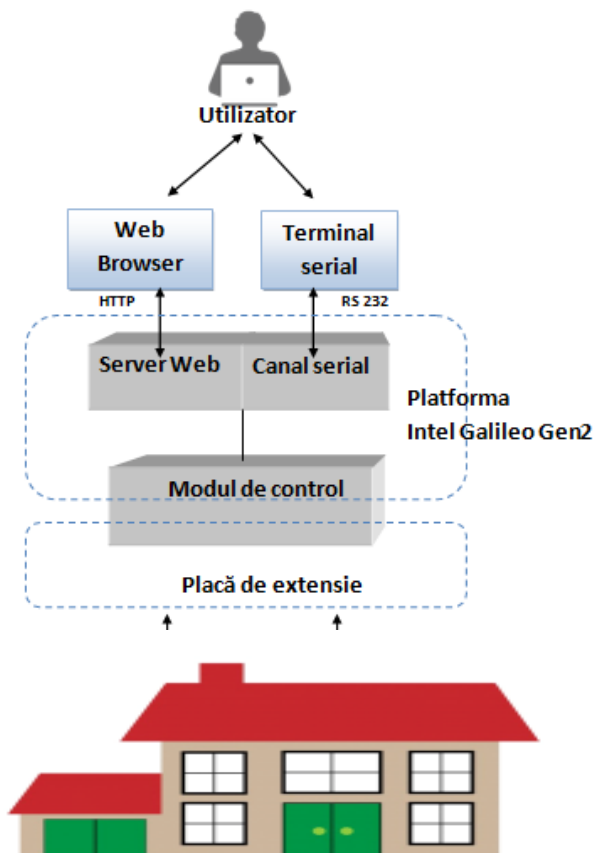 Utilizator
Web
Browser
Terminal
serial
HTTP
RS 232
Server Web
Canal serial
Platforma
Intel Galileo Gen2
Modul de control
Placă de extensie